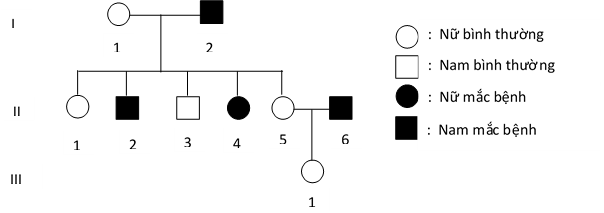 I
1 2
: Nữ bình thường
: Nam bình thường
: Nữ mắc bệnh
: Nam mắc bệnh
II
1 2 3 4 5 6
III
1